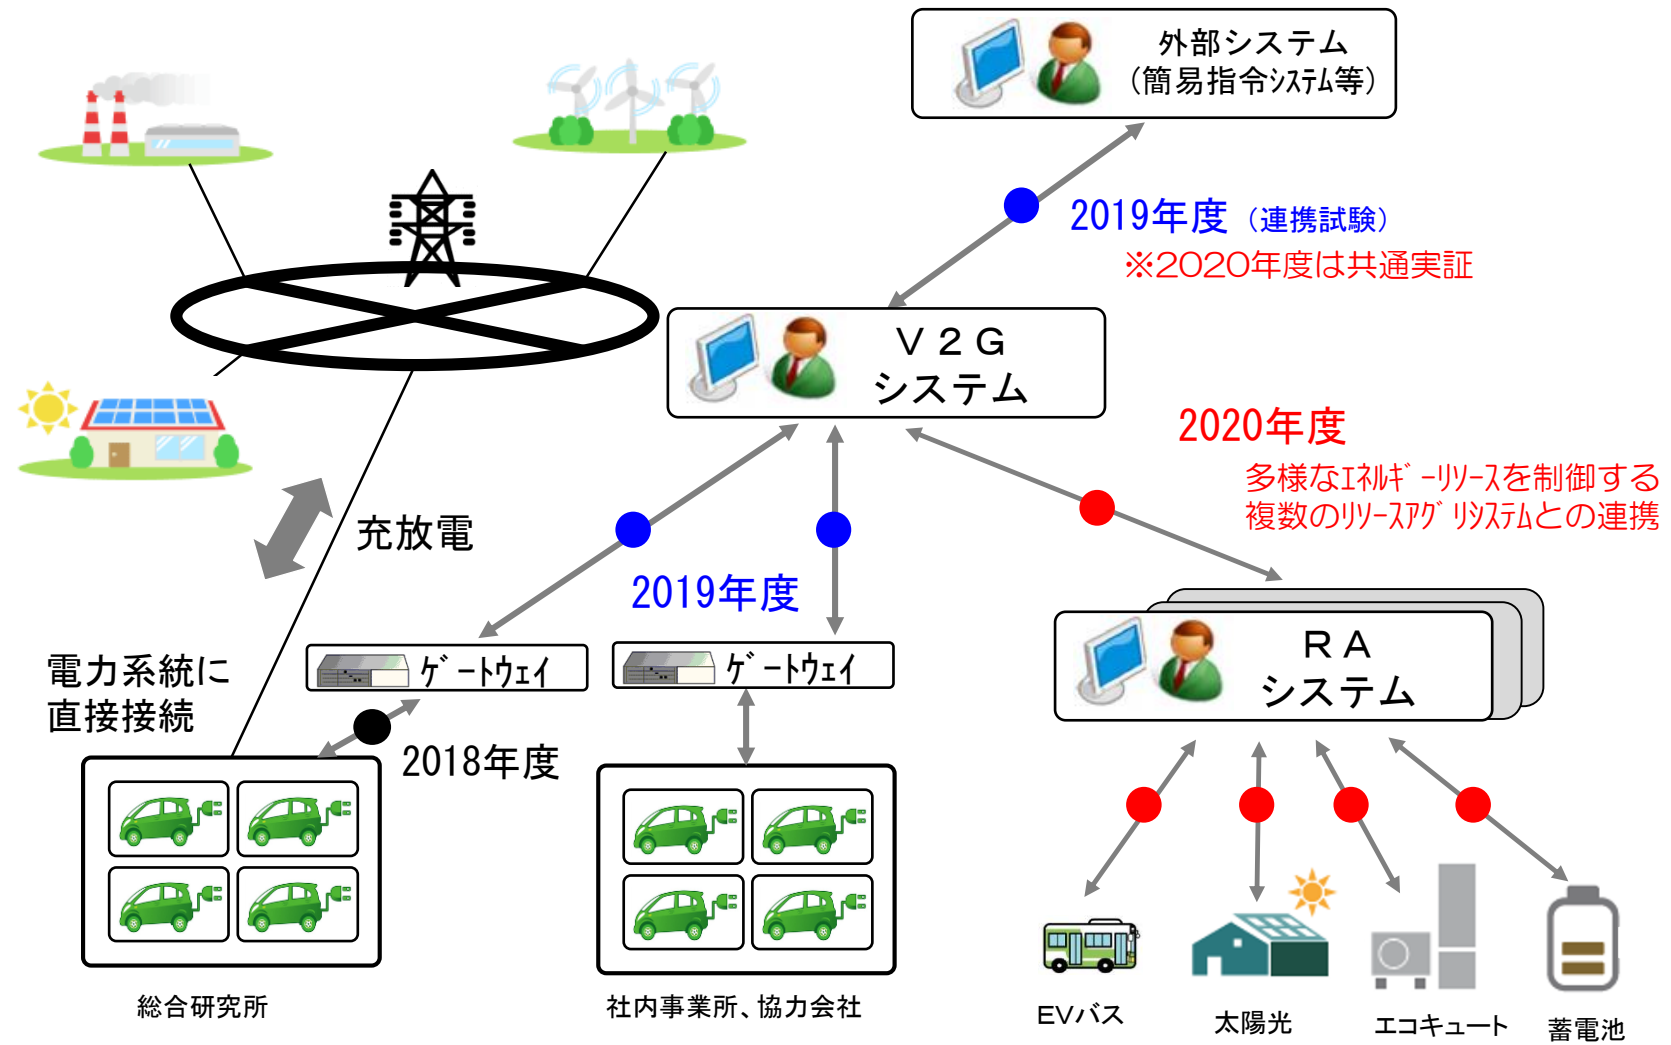 外部システム
（簡易指令ｼｽﾃﾑ等）
2019年度（連携試験）
※2020年度は共通実証
Ｖ２Ｇ
システム
2020年度
多様なｴﾈﾙｷﾞｰﾘｿｰｽを制御する
複数のﾘｿｰｽｱｸﾞﾘｼｽﾃﾑとの連携
充放電
2019年度
電力系統に
直接接続
ｹﾞｰﾄｳｪｲ
ｹﾞｰﾄｳｪｲ
ＲＡ
システム
2018年度
総合研究所
社内事業所、協力会社
EVバス
太陽光
エコキュート
蓄電池